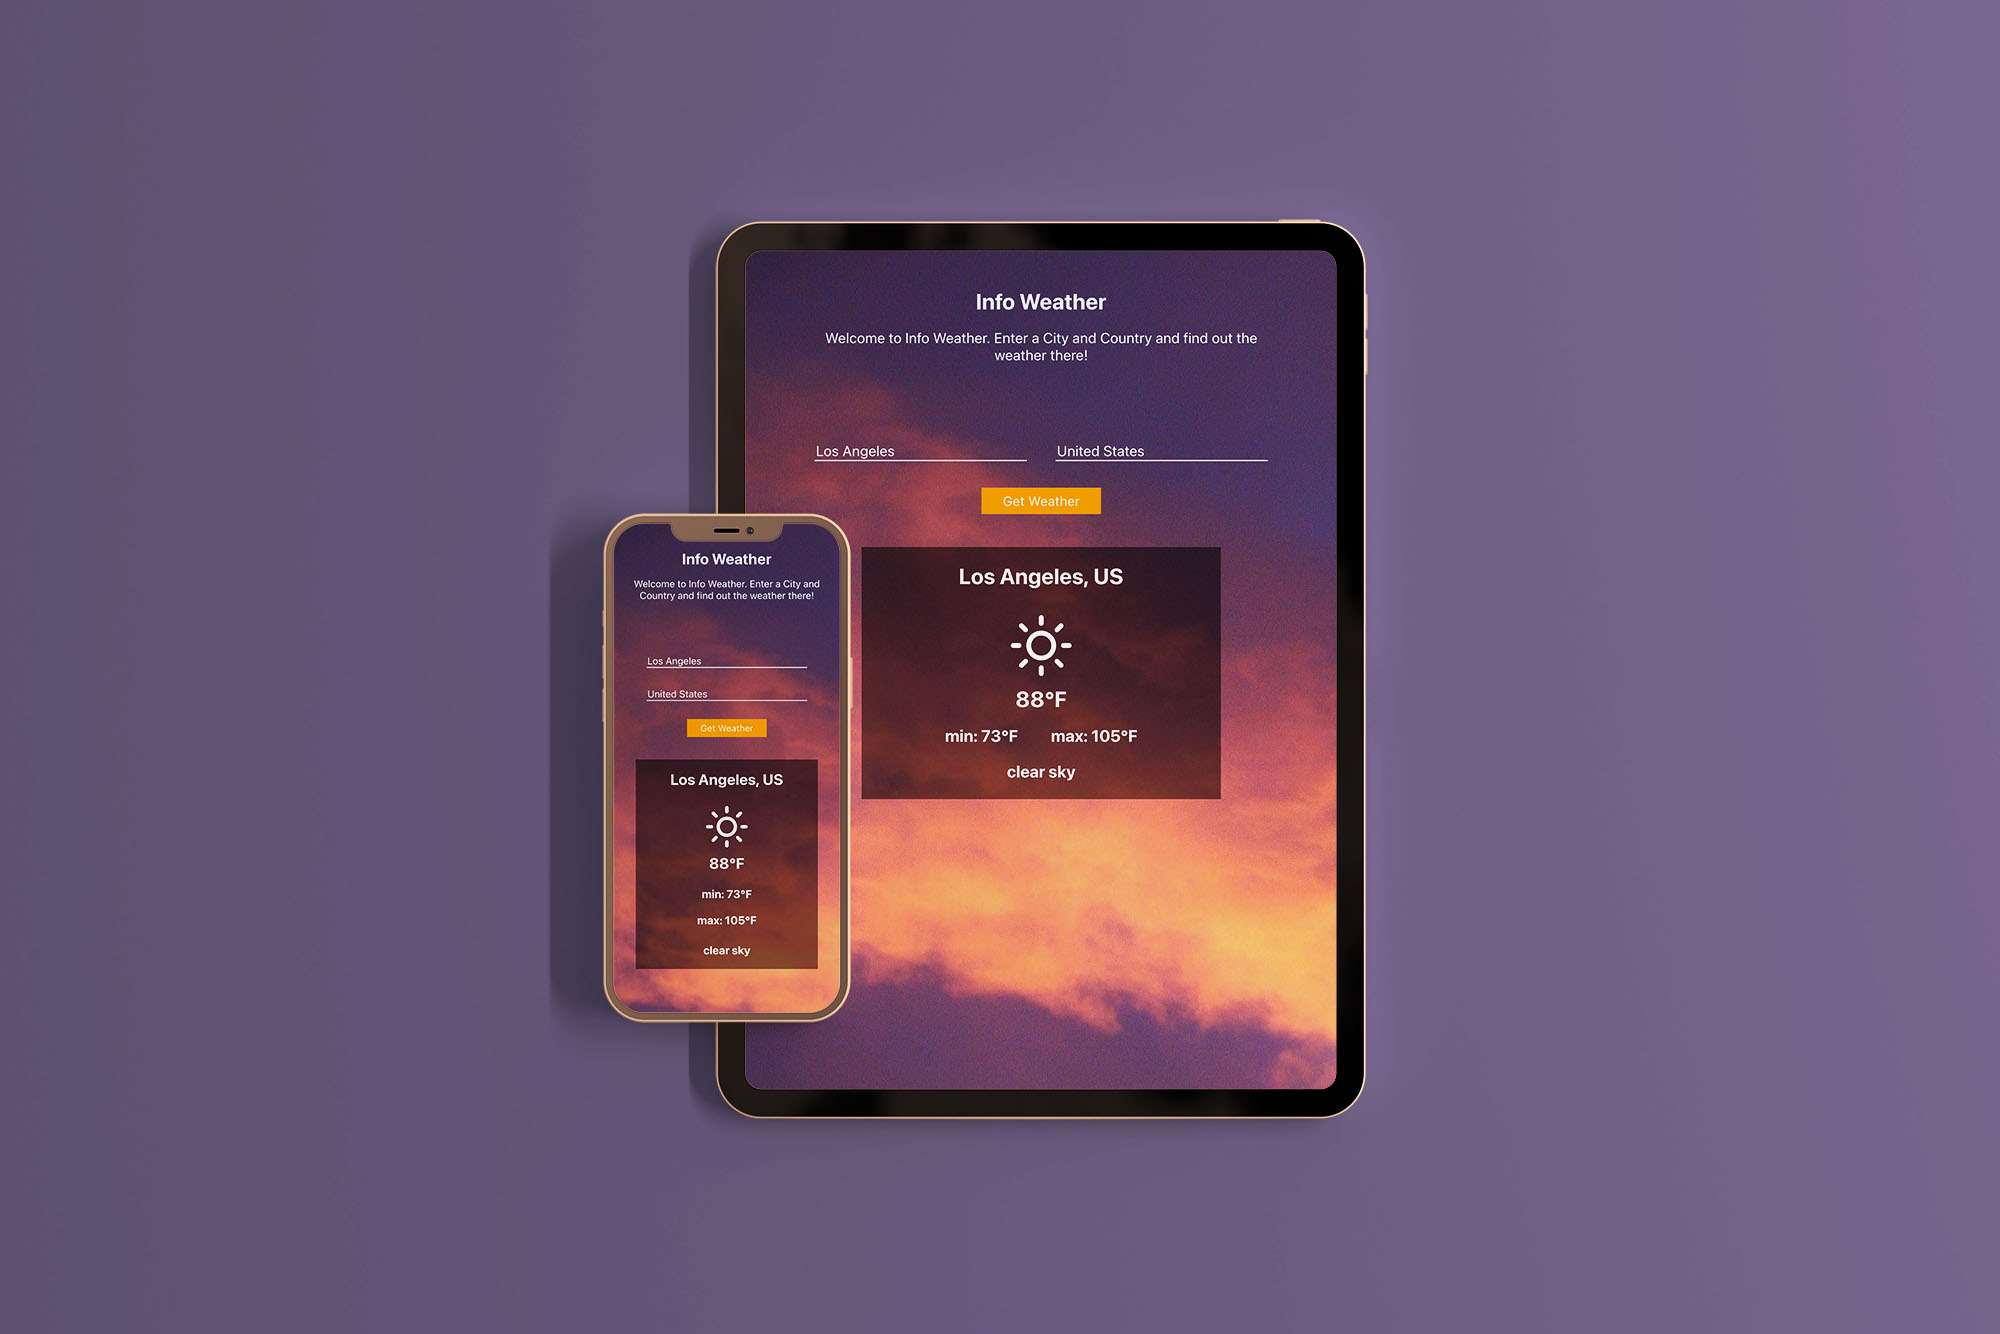 Info Weather
Welcome to Info Weather. Enter a City and Country and find out the
weather there!
Los Angeles
United States
Get Weather
Los Angeles, US
88°F
min: 73°F
max: 105°F
clear sky
Info Weather
Welcome to Info Weather. Enter a City and
Country and find out the weather there!
Los Angeles
United States
Get Weather
Los Angeles, US
88°F
min: 73°F
max: 105°F
clear sky